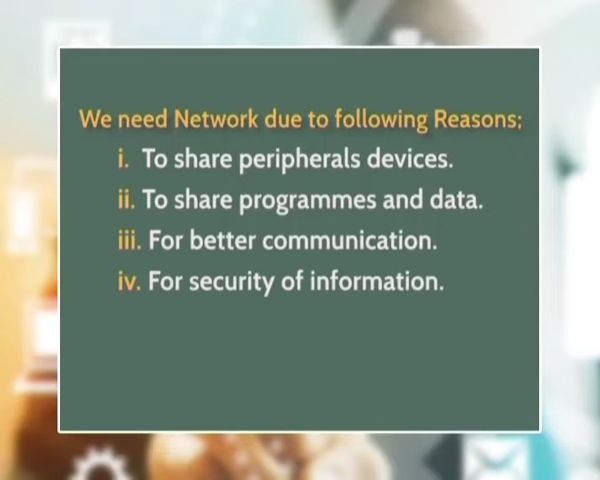 We need Network due to following Reasons;
i. To share peripherals devices.
ii. To share programmes and data.
iii. For better communication.
iv. For security of information.